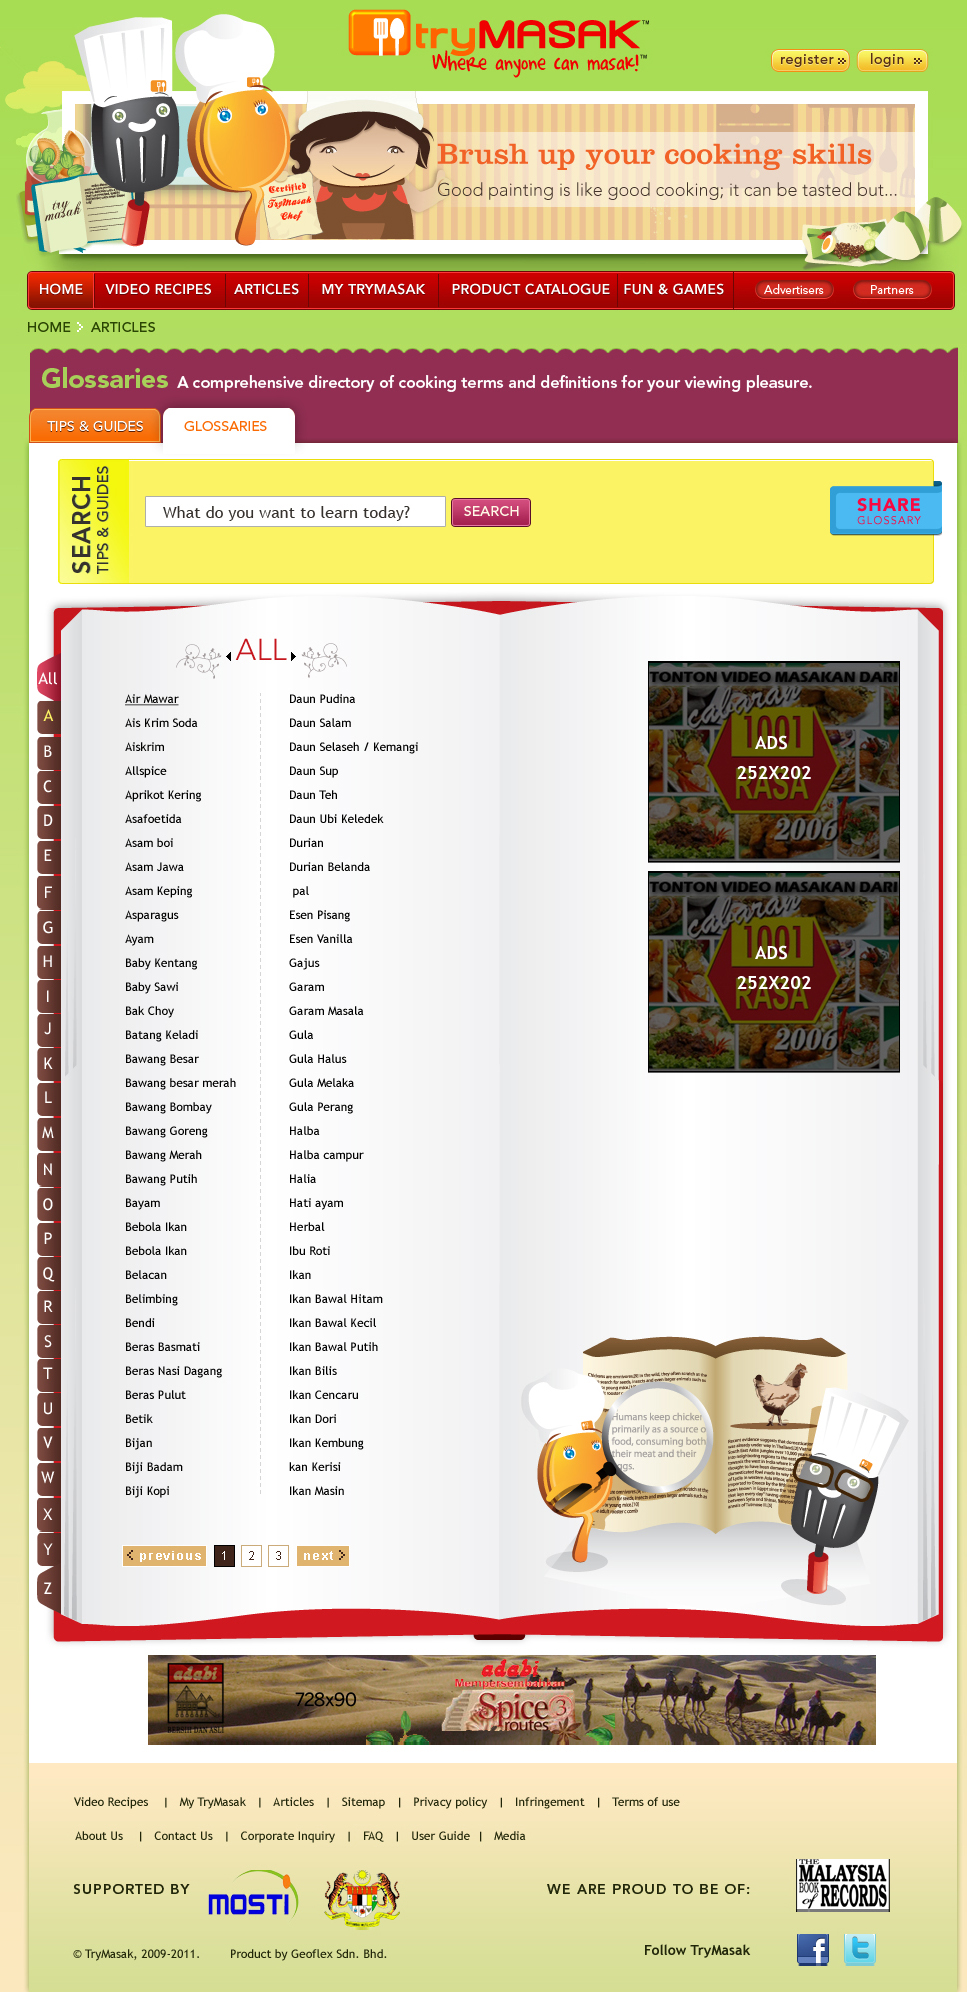 tryMASAK™
Where anyone can masak!™
register
login
try masak
Certified
TryMasak
Chef
Brush up your cooking skills
Good painting is like good cooking; it can be tasted but...
HOME VIDEO RECIPES ARTICLES MY TRYMASAK PRODUCT CATALOGUE FUN & GAMES Advertisers Partners
HOME ARTICLES
Glossaries A comprehensive directory of cooking terms and definitions for your viewing pleasure.
TIPS & GUIDES GLOSSARIES
SEARCH
TIPS & GUIDES
What do you want to learn today?
SEARCH
SHARE
GLOSSARY
All
A
B
C
D
E
F
G
H
I
J
K
L
M
N
O
P
Q
R
S
T
U
V
W
X
Y
Z
ALL
Air Mawar
Ais Krim Soda
Aiskrim
Allspice
Aprikot Kering
Asafoetida
Asam boi
Asam Jawa
Asam Keping
Asparagus
Ayam
Baby Kentang
Baby Sawi
Bak Choy
Batang Keladi
Bawang Besar
Bawang besar merah
Bawang Bombay
Bawang Goreng
Bawang Merah
Bawang Putih
Bayam
Bebola Ikan
Bebola Ikan
Belacan
Belimbing
Bendi
Beras Basmati
Beras Nasi Dagang
Beras Pulut
Betik
Bijan
Biji Badam
Biji Kopi
Daun Pudina
Daun Salam
Daun Selaseh / Kemangi
Daun Sup
Daun Teh
Daun Ubi Keledek
Durian
Durian Belanda
pal
Esen Pisang
Esen Vanilla
Gajus
Garam
Garam Masala
Gula
Gula Halus
Gula Melaka
Gula Perang
Halba
Halba campur
Halia
Hati ayam
Herbal
Ibu Roti
Ikan
Ikan Bawal Hitam
Ikan Bawal Kecil
Ikan Bawal Putih
Ikan Bilis
Ikan Cencaru
Ikan Dori
Ikan Kembung
kan Kerisi
Ikan Masin
previous 1 2 3 next
TONTON VIDEO MASAKAN DARI
cabaran
1001
RASA
2006
ADS
252X202
TONTON VIDEO MASAKAN DARI
cabaran
1001
RASA
2006
ADS
252X202
Humans keep chicken
primarily as a source o
food, consuming both
their meat and their
eggs.
adabi
BERSIH DAN ASLI
728x90
adabi
Mempersembahkan
Spice
routes 3
Video Recipes | My TryMasak | Articles | Sitemap | Privacy policy | Infringement | Terms of use
About Us | Contact Us | Corporate Inquiry | FAQ | User Guide | Media
SUPPORTED BY
MOSTI
WE ARE PROUD TO BE OF:
THE
MALAYSIA
BOOK of
RECORDS
© TryMasak, 2009-2011. Product by Geoflex Sdn. Bhd.
Follow TryMasak
f
t